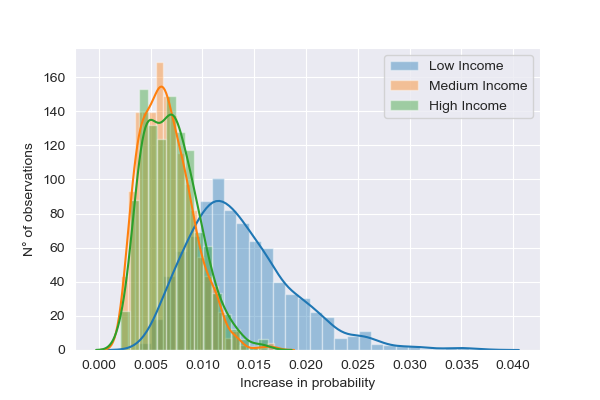 Low Income
Medium Income
High Income
N° of observations
160
140
120
100
80
60
40
20
0
0.000 0.005 0.010 0.015 0.020 0.025 0.030 0.035 0.040
Increase in probability